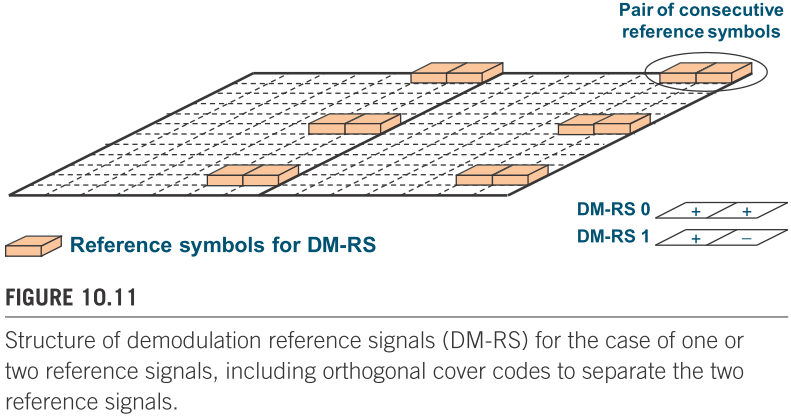 Pair of consecutive
reference symbols
DM-RS 0 + +
DM-RS 1 + −
Reference symbols for DM-RS
FIGURE 10.11
Structure of demodulation reference signals (DM-RS) for the case of one or
two reference signals, including orthogonal cover codes to separate the two
reference signals.